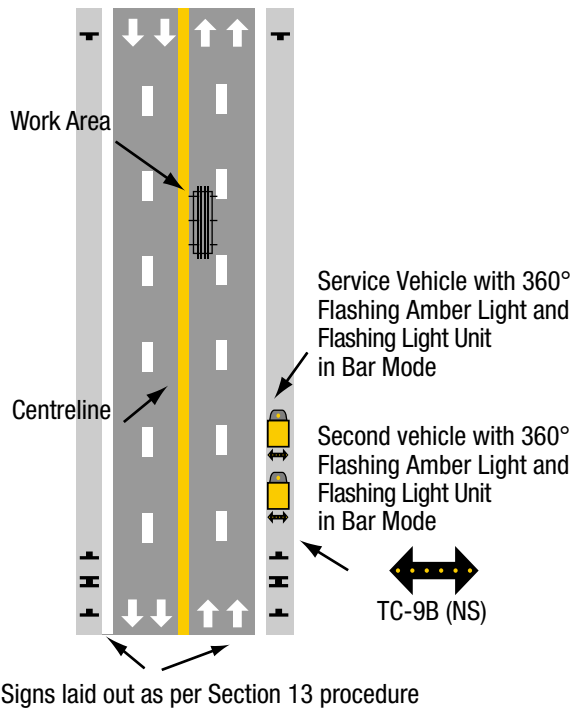 Work Area
Service Vehicle with 360°
Flashing Amber Light and
Flashing Light Unit
in Bar Mode
Centreline
Second vehicle with 360°
Flashing Amber Light and
Flashing Light Unit
in Bar Mode
TC-9B (NS)
Signs laid out as per Section 13 procedure